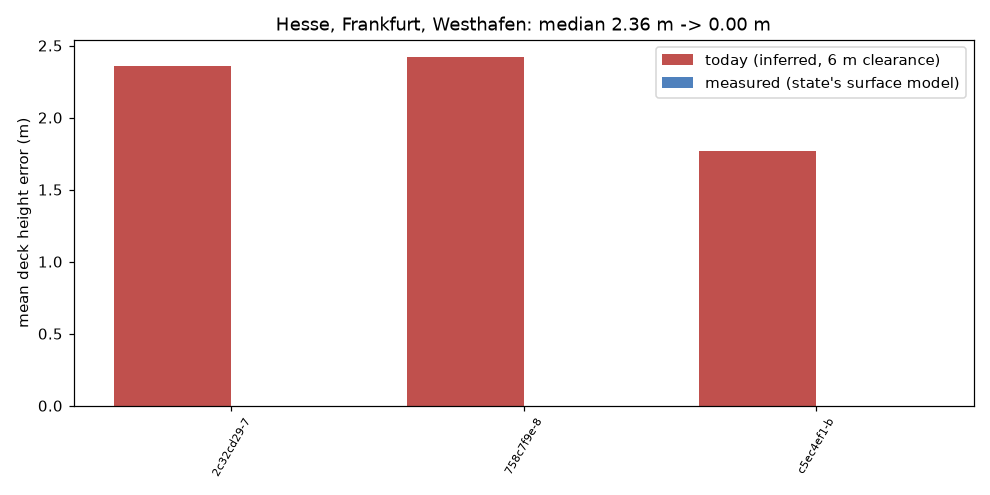 Hesse, Frankfurt, Westhafen: median 2.36 m -> 0.00 m
today (inferred, 6 m clearance)
measured (state's surface model)
mean deck height error (m)
2.5
2.0
1.5
1.0
0.5
0.0
2c32cd29-7
758c7f9e-8
c5ec4ef1-b